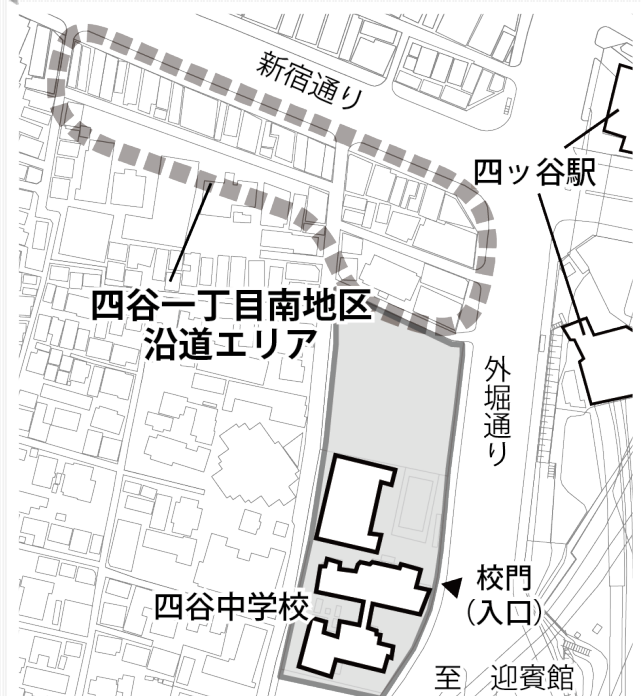 新宿通り
四ッ谷駅
四谷一丁目南地区
沿道エリア
外堀通り
四谷中学校
校門
(入口)
至 迎賓館